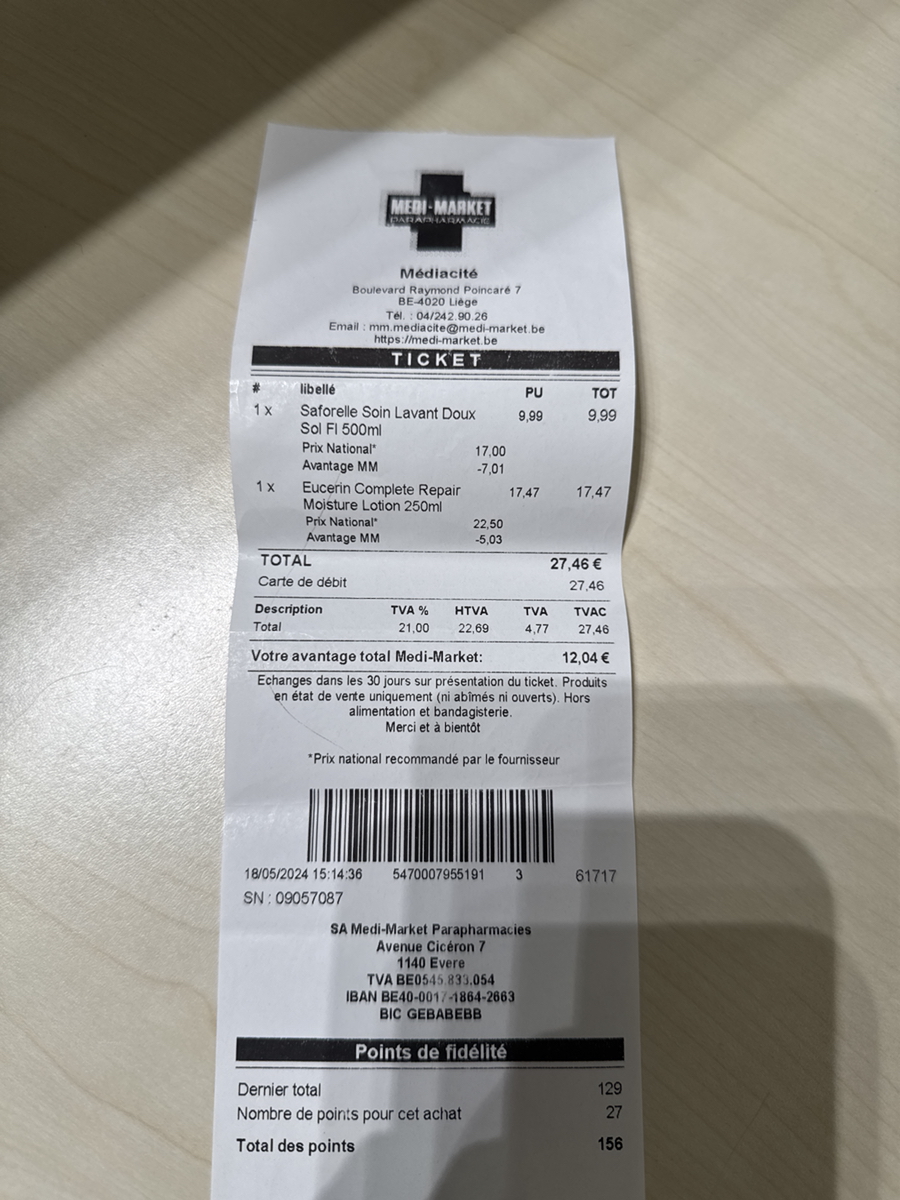 MEDI-MARKET
PARAPHARMACIE
Médiacité
Boulevard Raymond Poincaré 7
BE-4020 Liège
Tél. : 04/242.90.26
Email : mm.mediacite@medi-market.be
https://medi-market.be
TICKET
# libellé PU TOT
1 x Saforelle Soin Lavant Doux 9,99 9,99
Sol Fl 500ml
Prix National* 17,00
Avantage MM -7,01
1 x Eucerin Complete Repair 17,47 17,47
Moisture Lotion 250ml
Prix National* 22,50
Avantage MM -5,03
TOTAL 27,46 €
Carte de débit 27,46
Description TVA % HTVA TVA TVAC
Total 21,00 22,69 4,77 27,46
Votre avantage total Medi-Market: 12,04 €
Echanges dans les 30 jours sur présentation du ticket. Produits
en état de vente uniquement (ni abîmés ni ouverts). Hors
alimentation et bandagisterie.
Merci et à bientôt
*Prix national recommandé par le fournisseur
18/05/2024 15:14:36 5470007955191 3 61717
SN : 09057087
SA Medi-Market Parapharmacies
Avenue Cicéron 7
1140 Evere
TVA BE0545.833.054
IBAN BE40-0017-1864-2663
BIC GEBABEBB
Points de fidélité
Dernier total 129
Nombre de points pour cet achat 27
Total des points 156